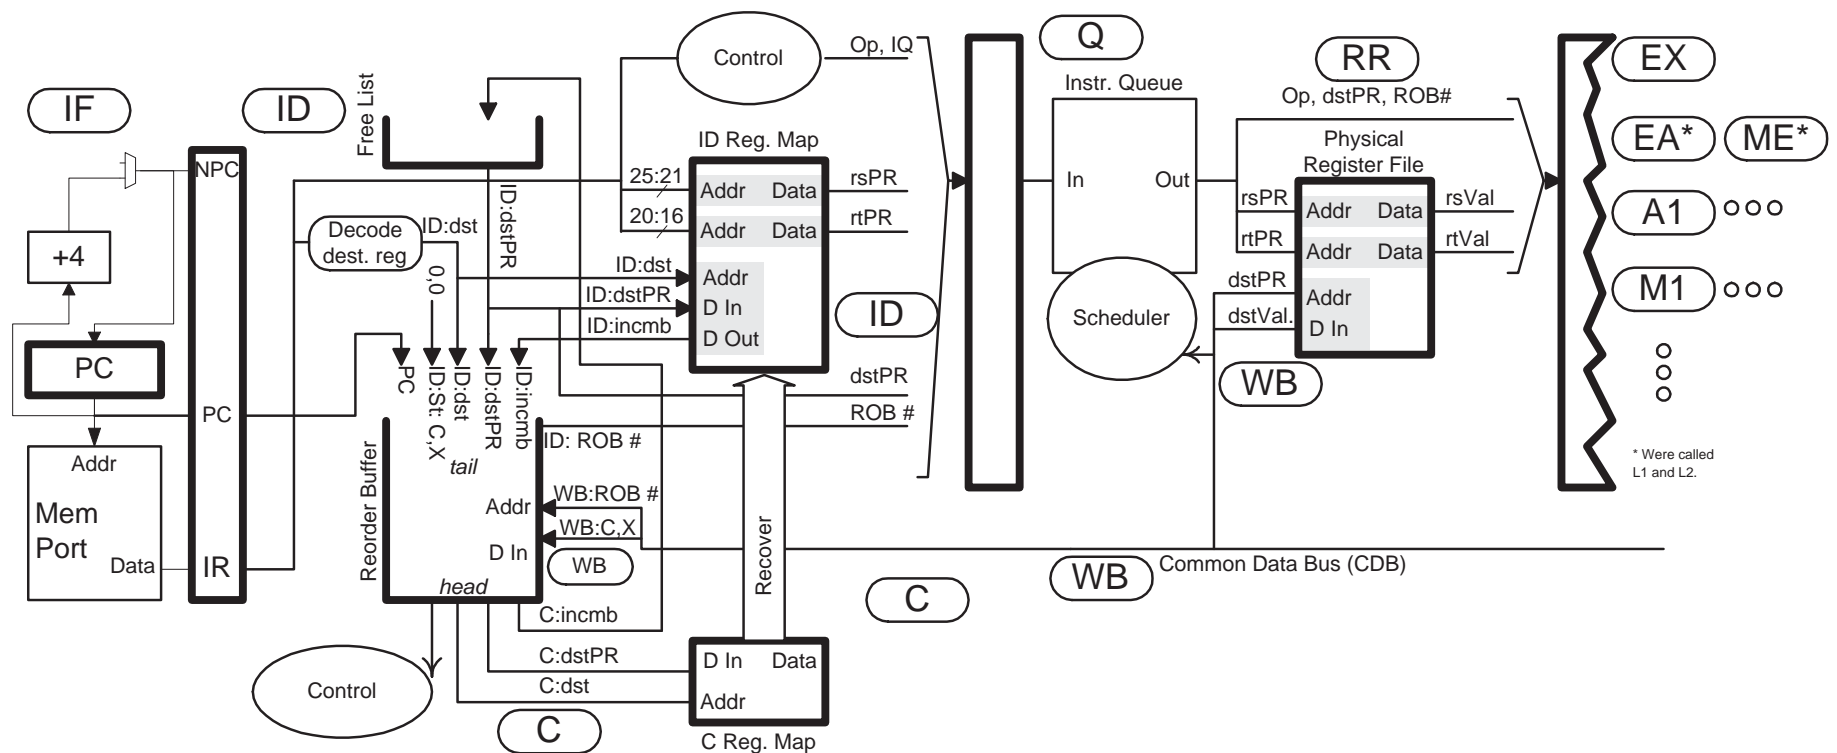 IF
ID
Free List
Control
Op, IQ
Q
RR
EX
Instr. Queue
Op, dstPR, ROB#
EA*
ME*
ID Reg. Map
Physical
Register File
NPC
25:21
Addr
Data
rsPR
In
Out
rsPR
Addr
Data
rsVal
A1
20:16
Addr
Data
rtPR
rtPR
Addr
Data
rtVal
ID:dst
Decode
dest. reg
ID:dstPR
+4
0,0
ID:dst
Addr
ID:dstPR
D In
ID:incmb
D Out
ID
dstPR
Addr
dstVal.
D In
M1
Scheduler
PC
PC
ID:St: C,X
ID:dst
ID:dstPR
ID:incmb
dstPR
WB
PC
ROB #
ID: ROB #
tail
Addr
Mem
Port
Data
IR
Reorder Buffer
Addr
WB:ROB #
D In
WB:C,X
WB
head
Recover
* Were called
L1 and L2.
WB
Common Data Bus (CDB)
C
C:incmb
C:dstPR
D In
Data
C:dst
Addr
Control
C
C Reg. Map